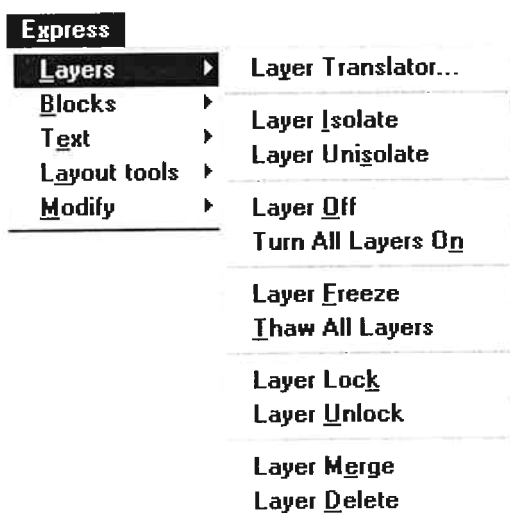 Express
Layers
Blocks
Text
Layout tools
Modify
Layer Translator...
Layer Isolate
Layer Unisolate
Layer Off
Turn All Layers On
Layer Freeze
Thaw All Layers
Layer Lock
Layer Unlock
Layer Merge
Layer Delete